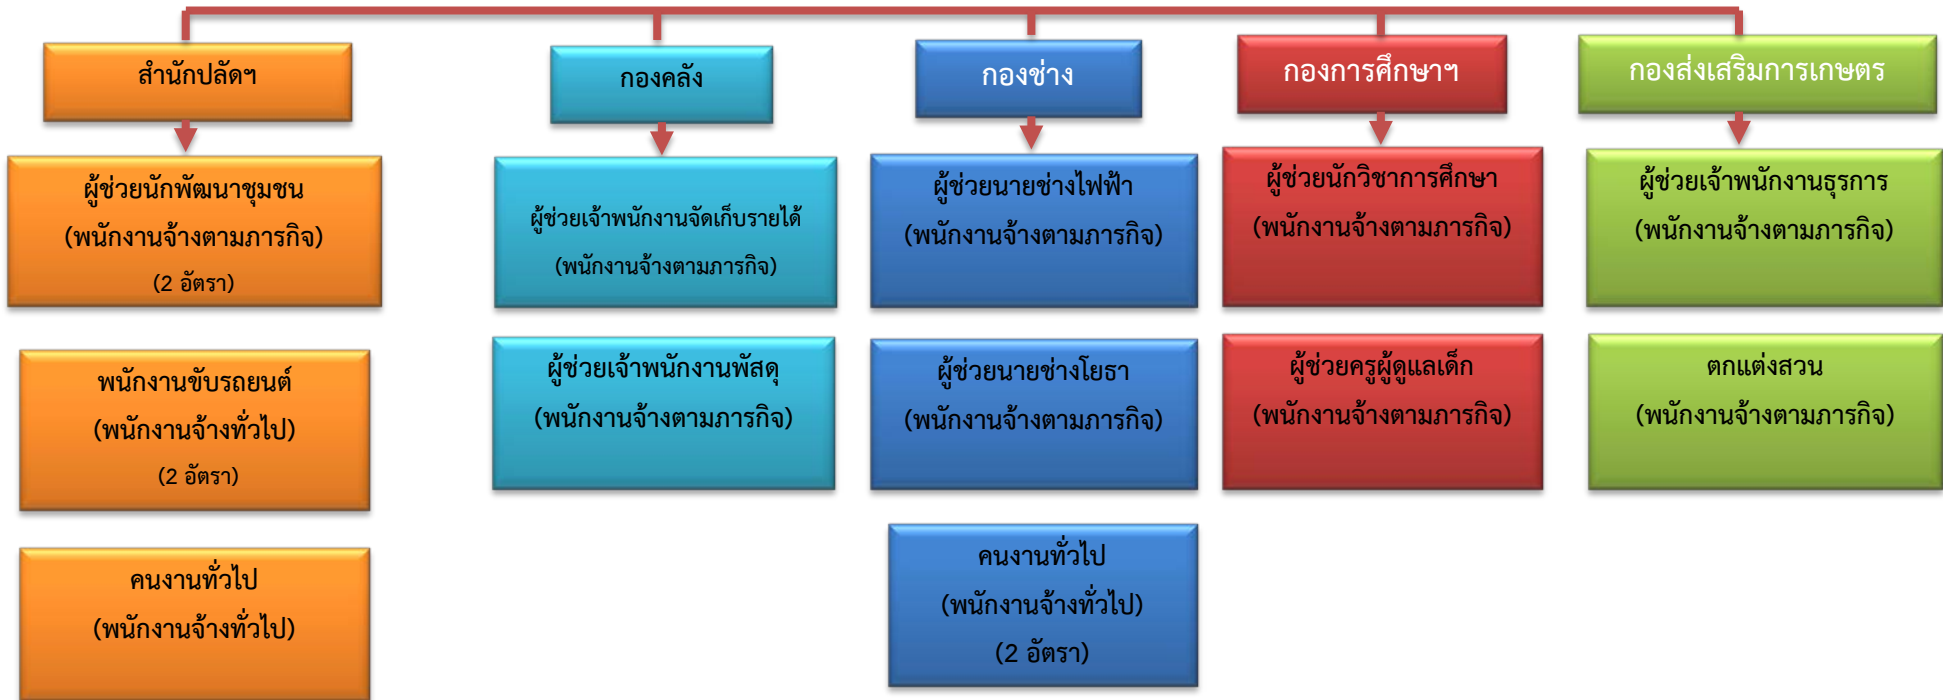 สำนักปลัดฯ
กองคลัง
กองช่าง
กองการศึกษาฯ
กองส่งเสริมการเกษตร
ผู้ช่วยนักพัฒนาชุมชน
(พนักงานจ้างตามภารกิจ)
(2 อัตรา)
ผู้ช่วยเจ้าพนักงานจัดเก็บรายได้
(พนักงานจ้างตามภารกิจ)
ผู้ช่วยนายช่างไฟฟ้า
(พนักงานจ้างตามภารกิจ)
ผู้ช่วยนักวิชาการศึกษา
(พนักงานจ้างตามภารกิจ)
ผู้ช่วยเจ้าพนักงานธุรการ
(พนักงานจ้างตามภารกิจ)
พนักงานขับรถยนต์
(พนักงานจ้างทั่วไป)
(2 อัตรา)
ผู้ช่วยเจ้าพนักงานพัสดุ
(พนักงานจ้างตามภารกิจ)
ผู้ช่วยนายช่างโยธา
(พนักงานจ้างตามภารกิจ)
ผู้ช่วยครูผู้ดูแลเด็ก
(พนักงานจ้างตามภารกิจ)
ตกแต่งสวน
(พนักงานจ้างตามภารกิจ)
คนงานทั่วไป
(พนักงานจ้างทั่วไป)
คนงานทั่วไป
(พนักงานจ้างทั่วไป)
(2 อัตรา)